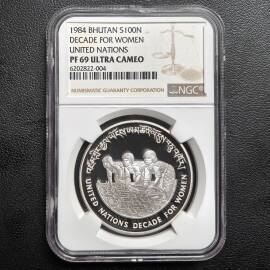 1984 BHUTAN S100N
DECADE FOR WOMEN
UNITED NATIONS
PF 69 ULTRA CAMEO
6202822-004
NUMISMATIC GUARANTY CORPORATION
NGC
UNITED NATIONS DECADE FOR WOMEN